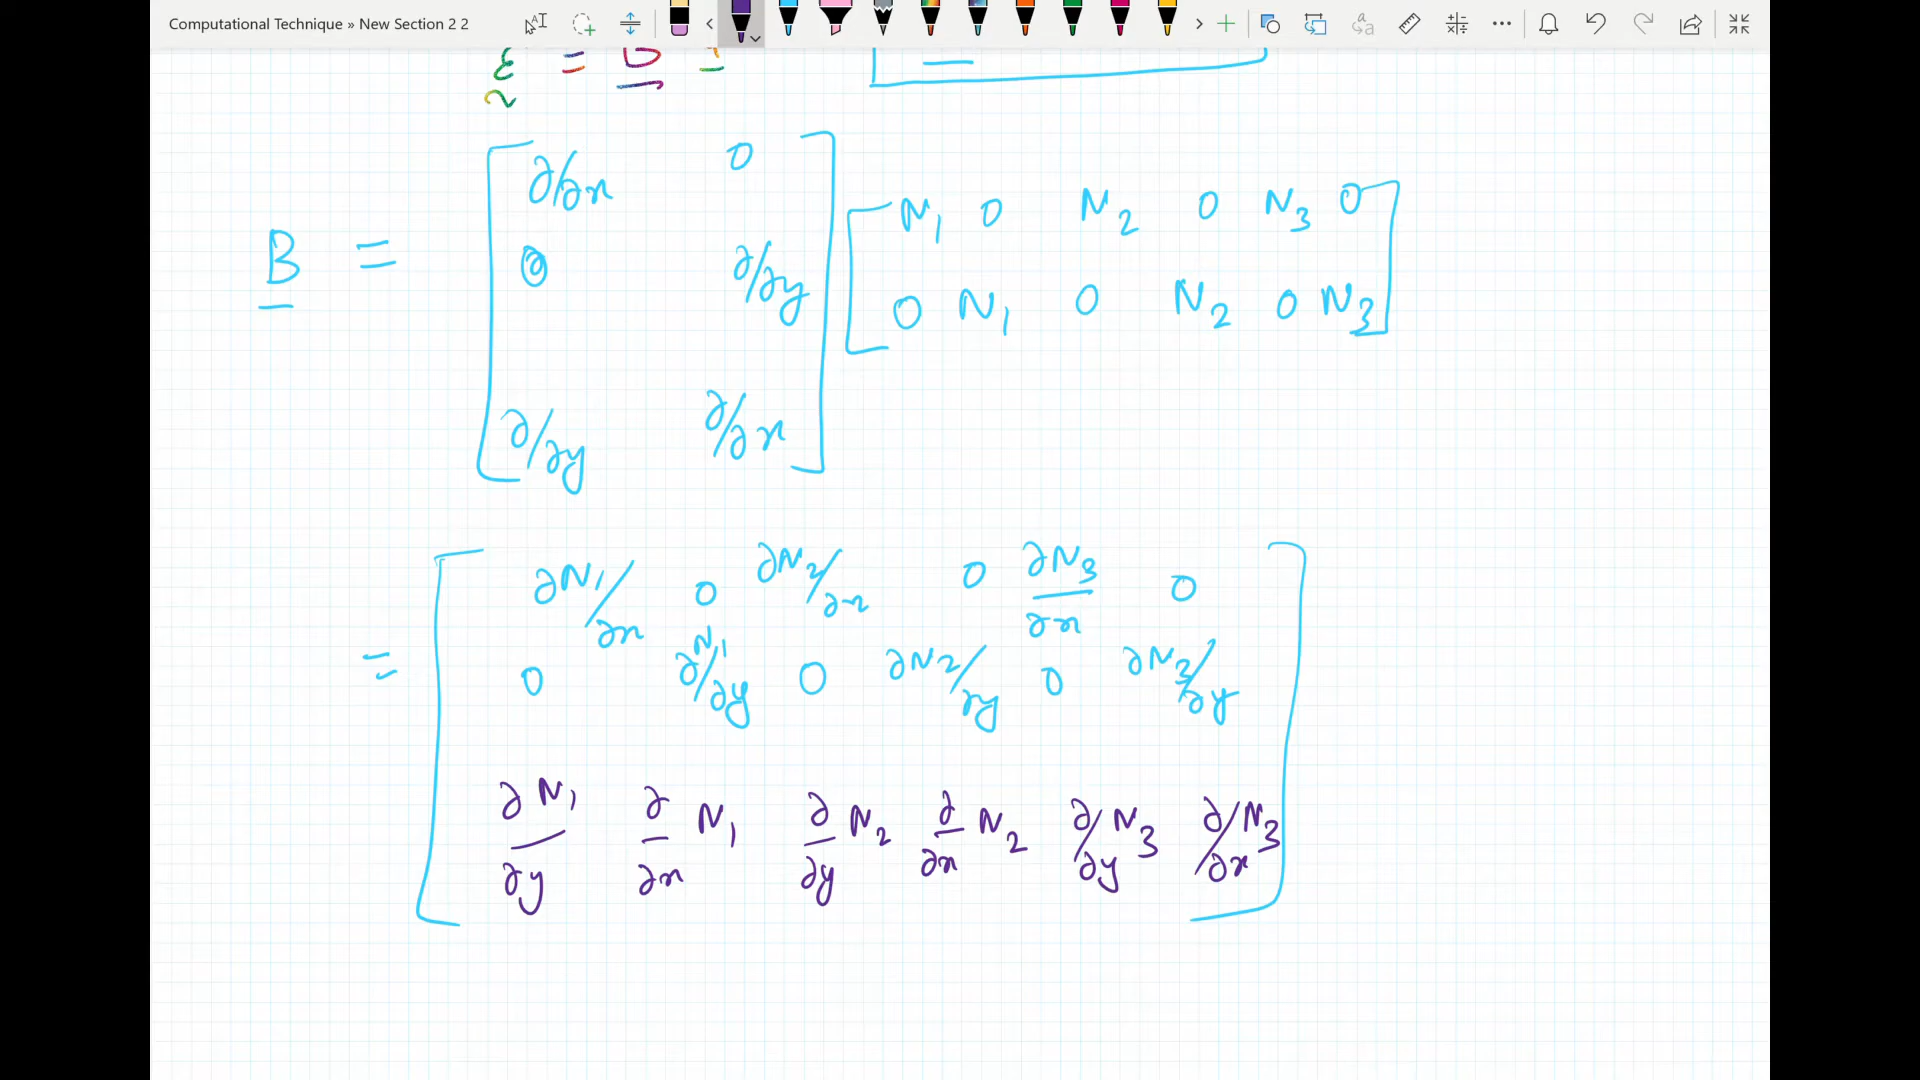 Computational Technique » New Section 2 2
ε = B
B = [ ∂/∂x 0 ] [ N₁ 0 N₂ 0 N₃ 0 ]
[ 0 ∂/∂y ] [ 0 N₁ 0 N₂ 0 N₃ ]
[ ∂/∂y ∂/∂x ]
= [ ∂N₁/∂x 0 ∂N₂/∂x 0 ∂N₃/∂x 0 ]
[ 0 ∂N₁/∂y 0 ∂N₂/∂y 0 ∂N₃/∂y ]
[ ∂N₁/∂y ∂/∂x N₁ ∂/∂y N₂ ∂/∂x N₂ ∂/∂y N₃ ∂/∂x N₃ ]